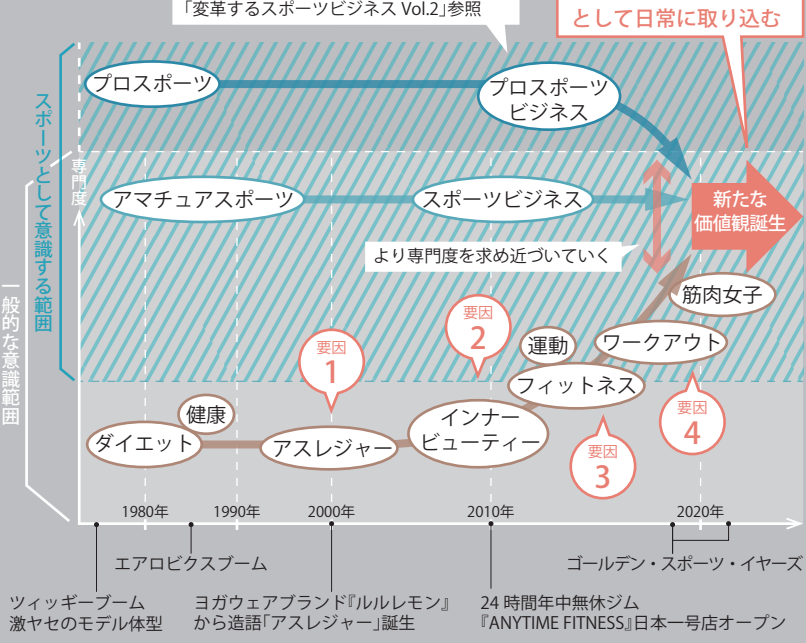 「変革するスポーツビジネス Vol.2」参照
として日常に取り込む
スポーツとして意識する範囲
一般的な意識範囲
専門度
プロスポーツ
プロスポーツ
ビジネス
アマチュアスポーツ
スポーツビジネス
新たな
価値観誕生
より専門度を求め近づいていく
筋肉女子
要因
1
要因
2
運動
ワークアウト
フィットネス
健康
ダイエット
アスレジャー
インナー
ビューティー
要因
3
要因
4
1980年
1990年
2000年
2010年
2020年
エアロビクスブーム
ゴールデン・スポーツ・イヤーズ
ツィッギーブーム
激ヤセのモデル体型
ヨガウェアブランド『ルルレモン』
から造語「アスレジャー」誕生
24 時間年中無休ジム
『ANYTIME FITNESS』日本一号店オープン